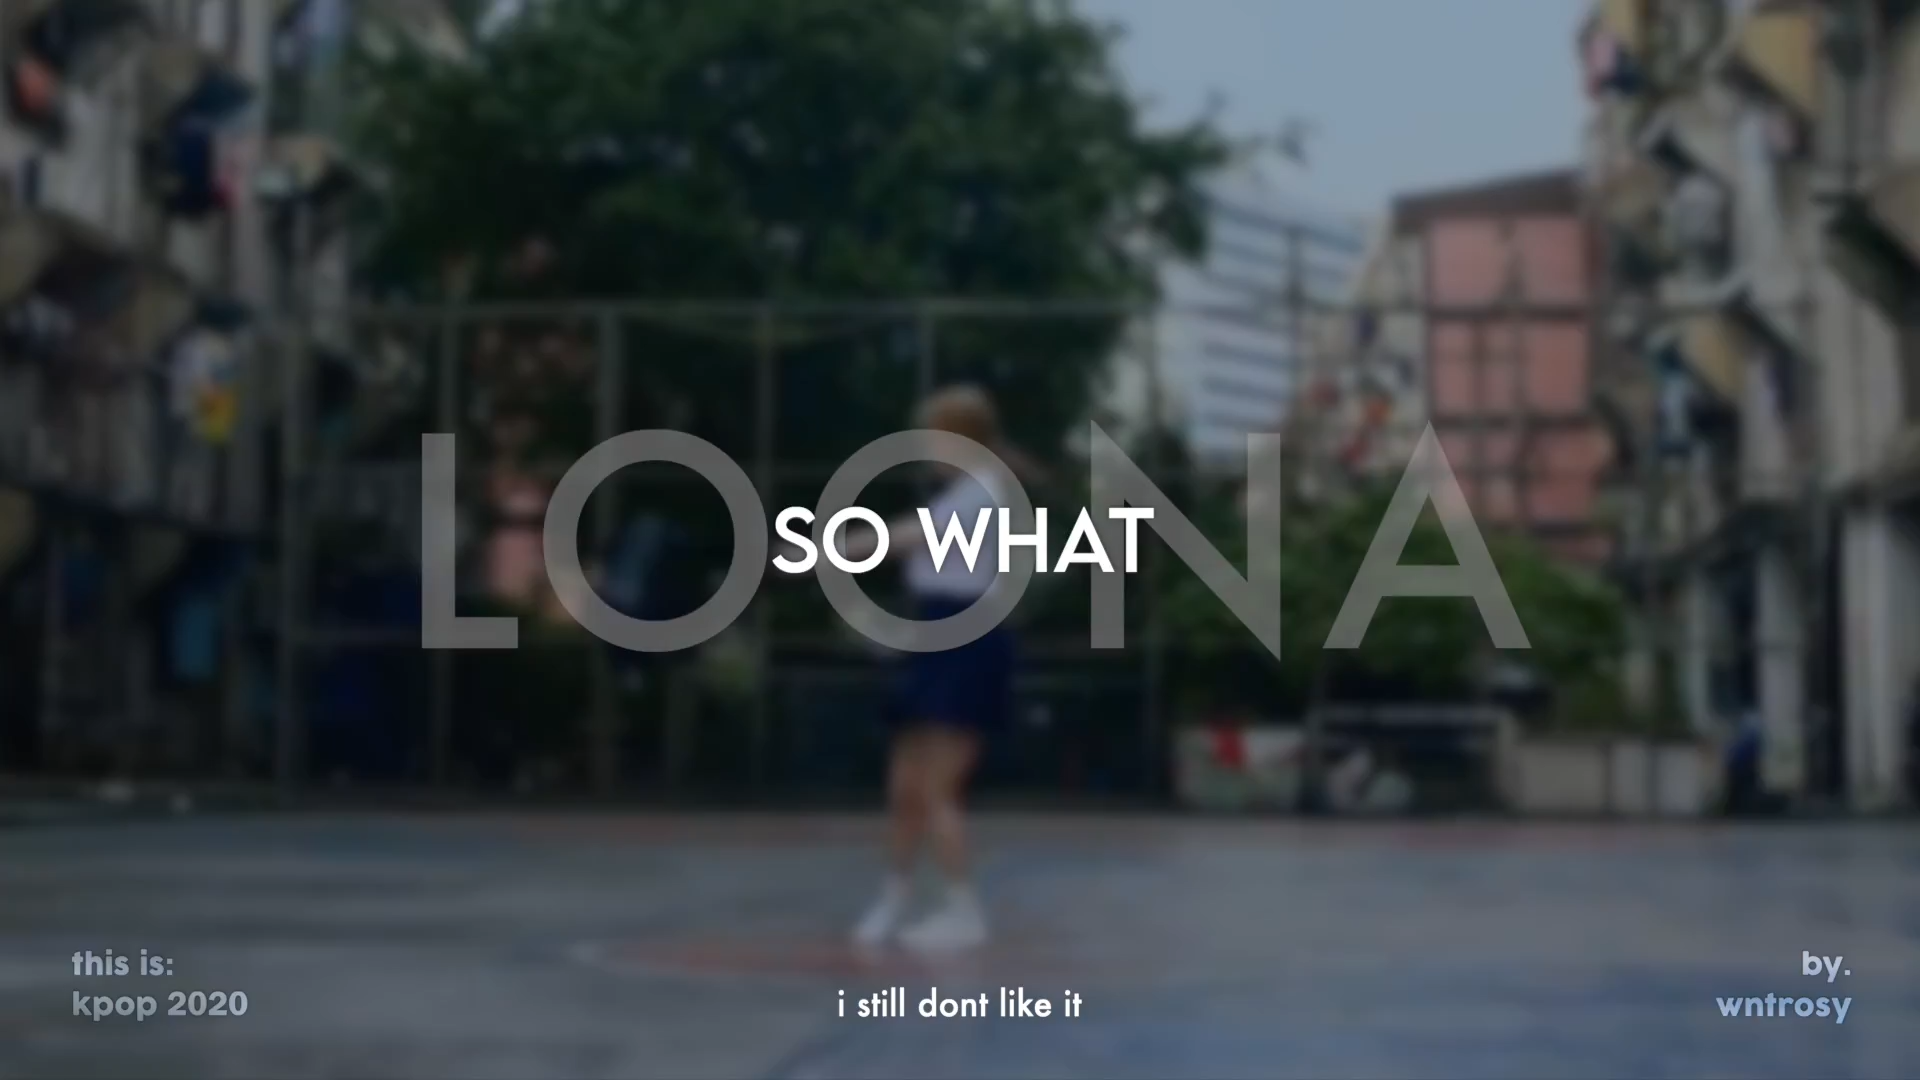 LOONA
SO WHAT
i still dont like it
this is:
kpop 2020
by.
wntrosy